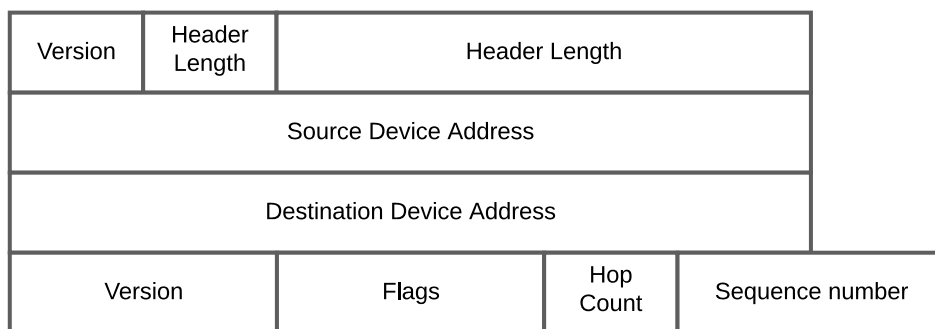 Version
Header
Length
Header Length
Source Device Address
Destination Device Address
Version
Flags
Hop
Count
Sequence number